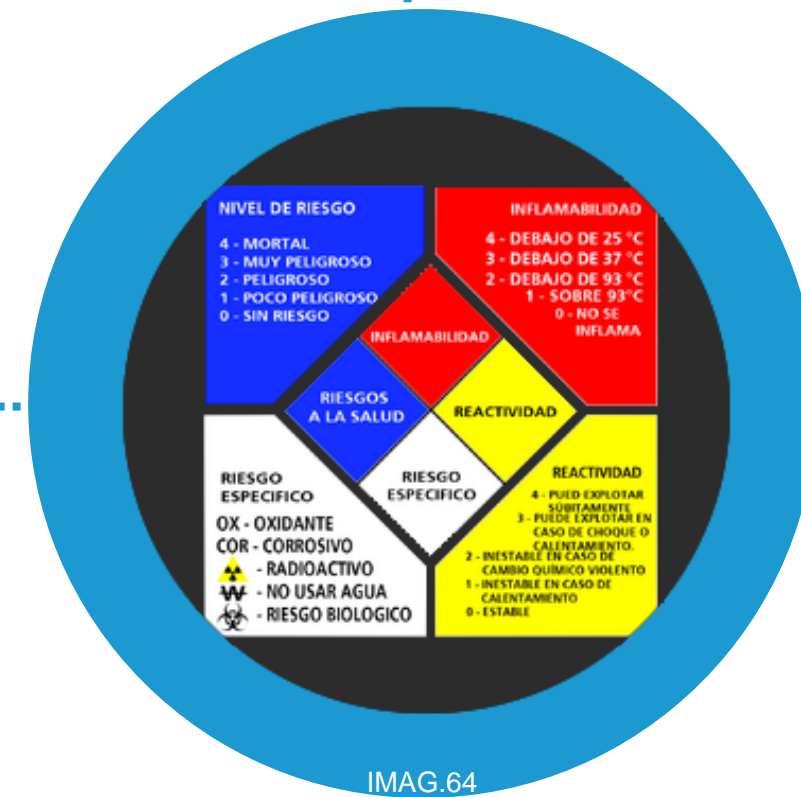 NIVEL DE RIESGO
4 - MORTAL
3 - MUY PELIGROSO
2 - PELIGROSO
1 - POCO PELIGROSO
0 - SIN RIESGO
INFLAMABILIDAD
4 - DEBAJO DE 25 °C
3 - DEBAJO DE 37 °C
2 - DEBAJO DE 93 °C
1 - SOBRE 93°C
0 - NO SE
INFLAMA
INFLAMABILIDAD
RIESGOS
A LA SALUD
REACTIVIDAD
RIESGO
ESPECIFICO
RIESGO
ESPECIFICO
OX - OXIDANTE
COR - CORROSIVO
- RADIOACTIVO
W - NO USAR AGUA
- RIESGO BIOLOGICO
REACTIVIDAD
4 - PUED EXPLOTAR
SÚBITAMENTE
3 - PUEDE EXPLOTAR EN
CASO DE CHOQUE O
CALENTAMIENTO.
2 - INESTABLE EN CASO DE
CAMBIO QUÍMICO VIOLENTO
1 - INESTABLE EN CASO DE
CALENTAMIENTO
0 - ESTABLE
IMAG.64